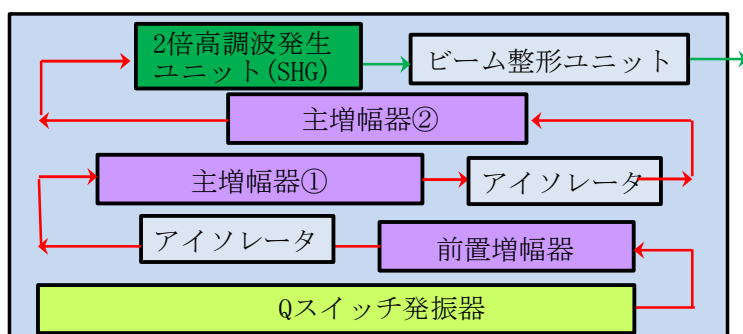 2倍高調波発生
ユニット(SHG)
ビーム整形ユニット
主増幅器②
主増幅器①
アイソレータ
アイソレータ
前置増幅器
Qスイッチ発振器